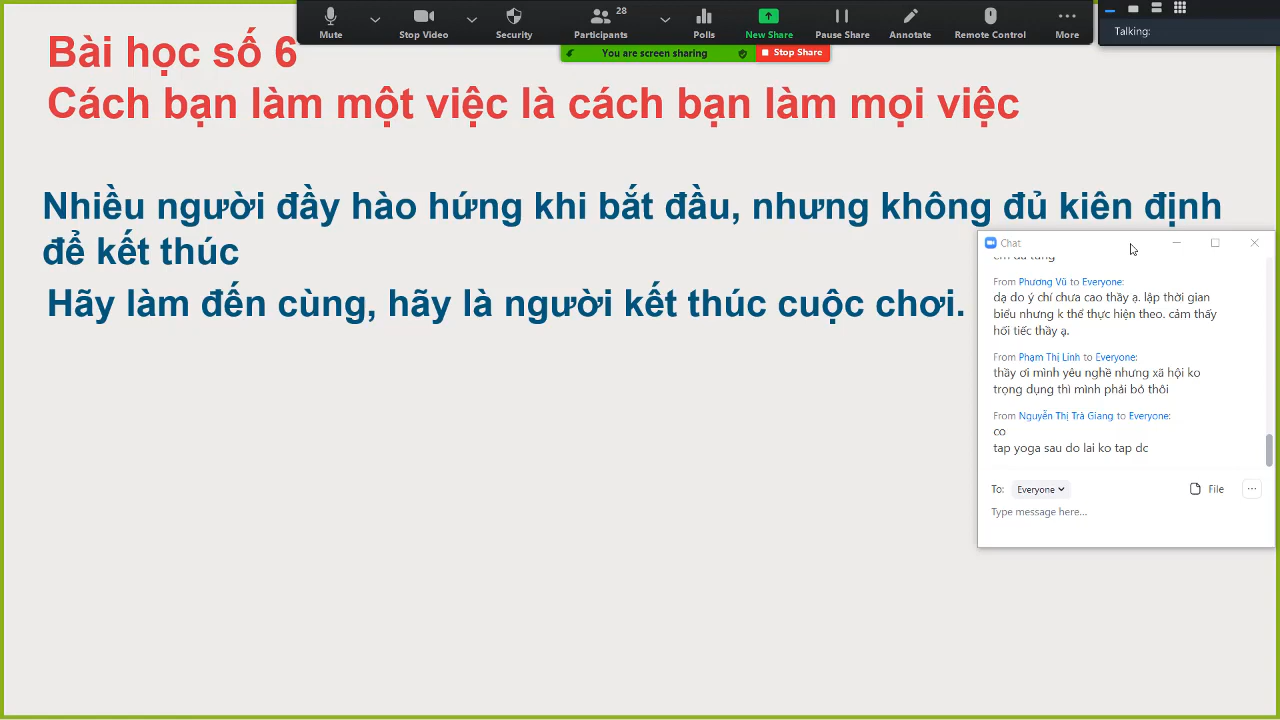 Mute
Stop Video
Security
28
Participants
Polls
New Share
Pause Share
Annotate
Remote Control
More
Talking:
You are screen sharing
Stop Share
Bài học số 6
Cách bạn làm một việc là cách bạn làm mọi việc
Nhiều người đầy hào hứng khi bắt đầu, nhưng không đủ kiên định
để kết thúc
Hãy làm đến cùng, hãy là người kết thúc cuộc chơi.
Chat
From Phương Vũ to Everyone:
dạ do ý chí chưa cao thầy ạ. lập thời gian
biểu nhưng k thể thực hiện theo. cảm thấy
hối tiếc thầy ạ.
From Phạm Thị Linh to Everyone:
thầy ơi mình yêu nghề nhưng xã hội ko
trọng dụng thì mình phải bỏ thôi
From Nguyễn Thị Trà Giang to Everyone:
co
tap yoga sau do lai ko tap dc
To: Everyone
File
Type message here...